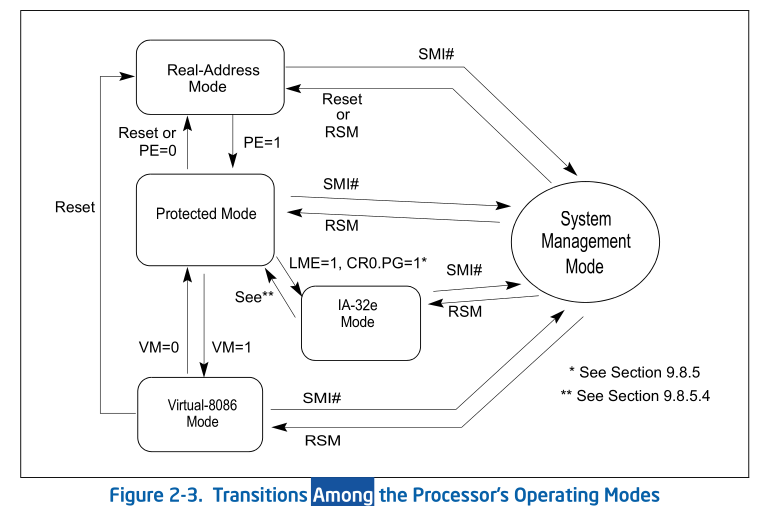 Real-Address
Mode
SMI#
Reset
or
RSM
Reset or
PE=0
PE=1
Reset
Protected Mode
SMI#
RSM
System
Management
Mode
LME=1, CR0.PG=1*
See**
IA-32e
Mode
SMI#
RSM
VM=0
VM=1
* See Section 9.8.5
** See Section 9.8.5.4
Virtual-8086
Mode
SMI#
RSM
Figure 2-3. Transitions Among the Processor's Operating Modes